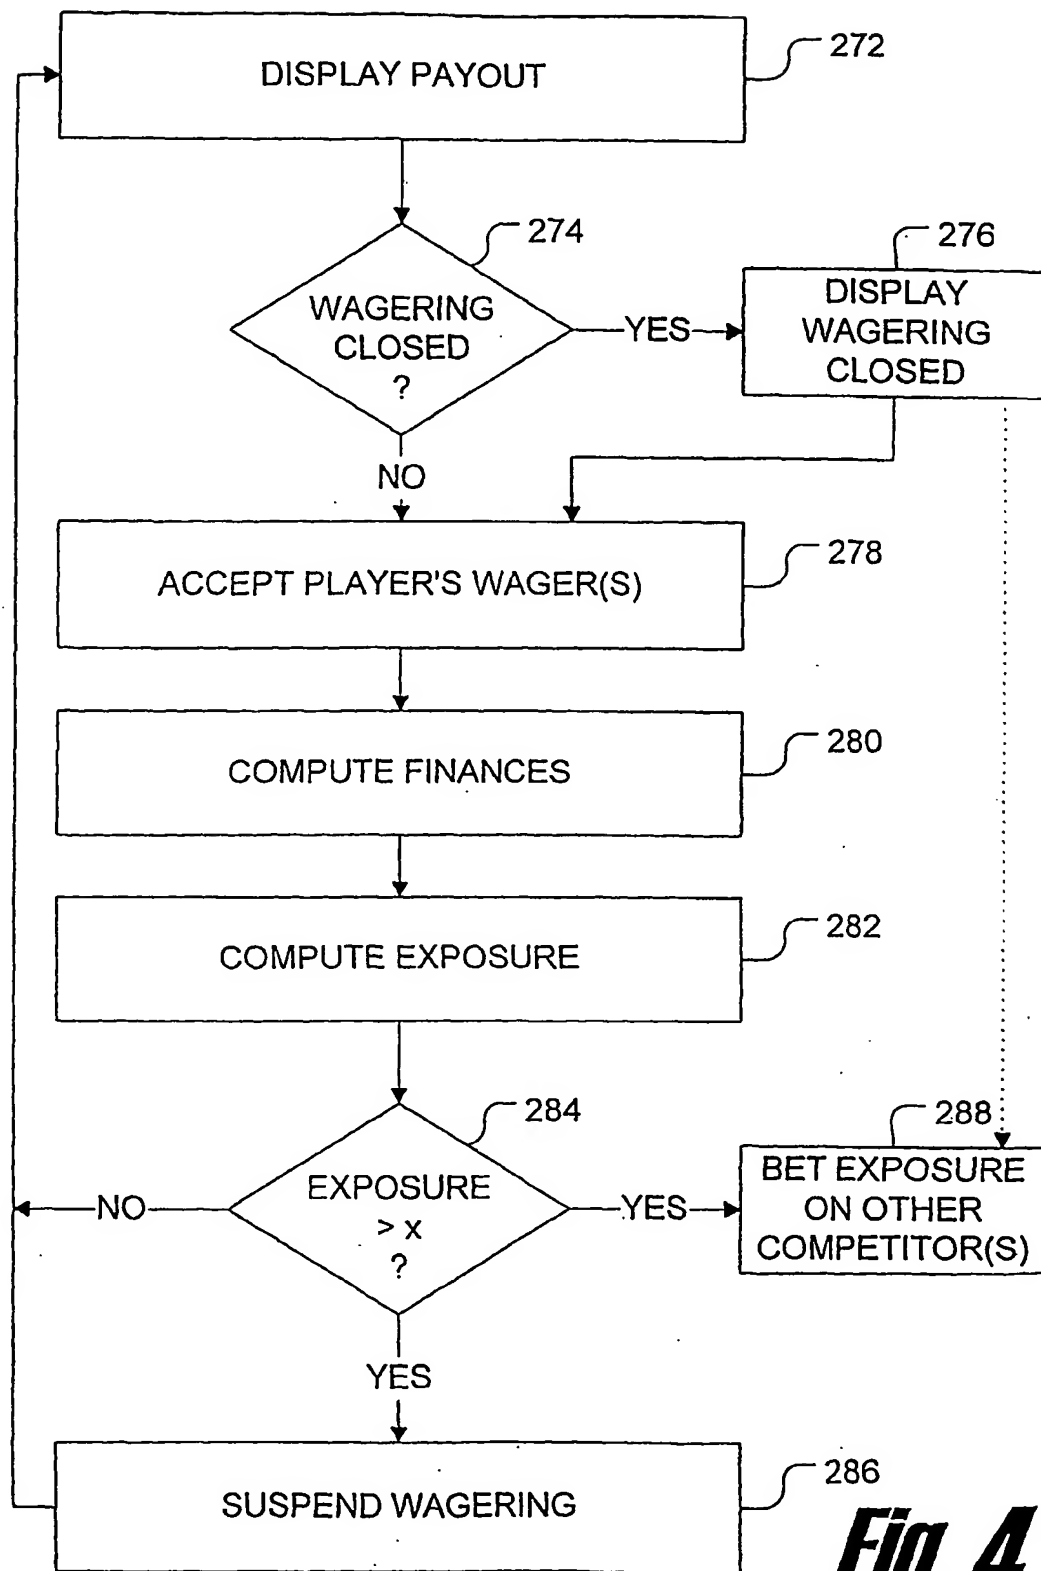 DISPLAY PAYOUT
272
274
WAGERING
CLOSED
?
YES
276
DISPLAY
WAGERING
CLOSED
NO
ACCEPT PLAYER'S WAGER(S)
278
COMPUTE FINANCES
280
COMPUTE EXPOSURE
282
284
EXPOSURE
> x
?
NO
YES
288
BET EXPOSURE
ON OTHER
COMPETITOR(S)
YES
SUSPEND WAGERING
286
Fig 4